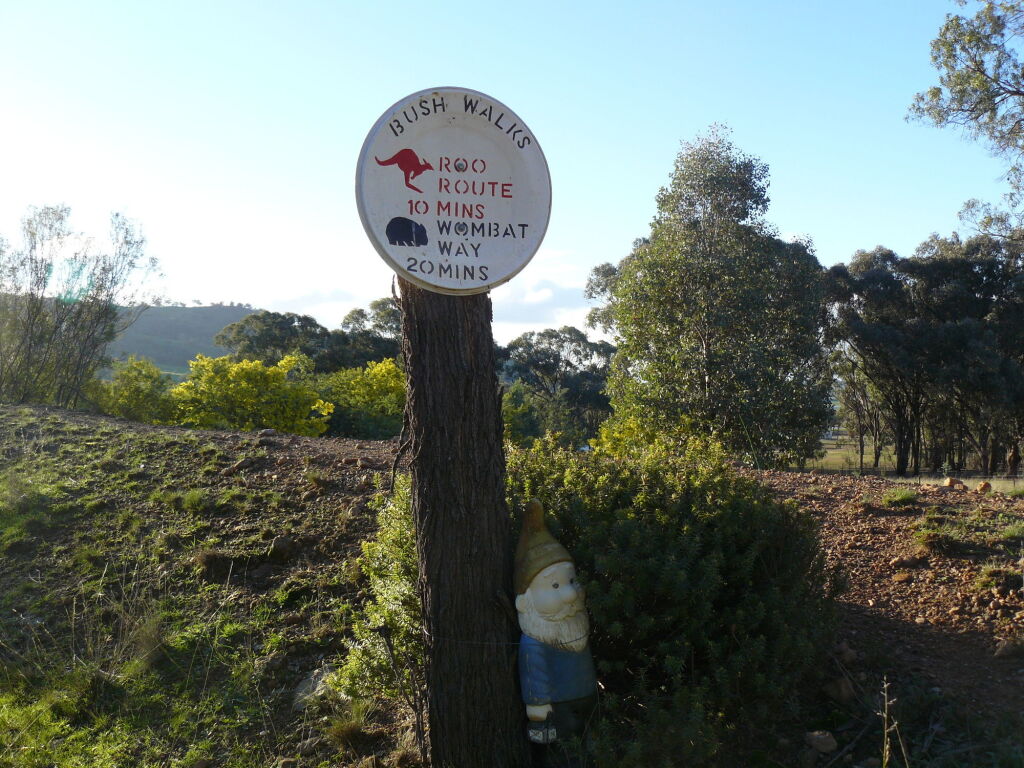 BUSH WALKS
ROO
ROUTE
10 MINS
WOMBAT
WAY
20MINS